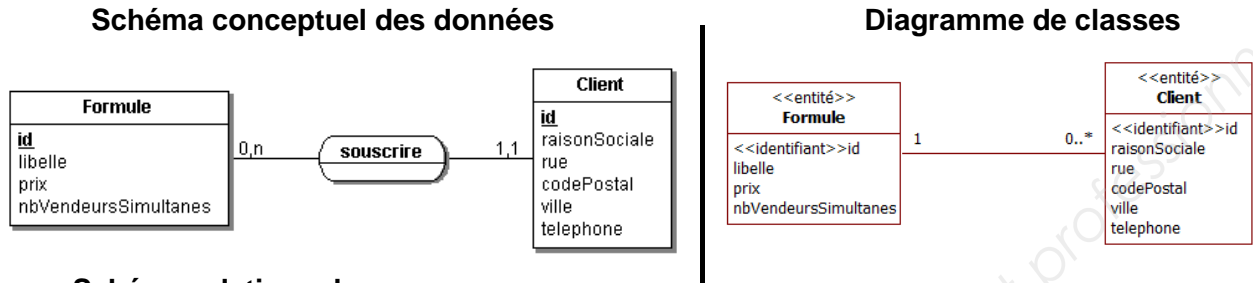 Schéma conceptuel des données
Formule
id
libelle
prix
nbVendeursSimultanes
0,n
souscrire
1,1
Client
id
raisonSociale
rue
codePostal
ville
telephone
Diagramme de classes
<<entité>>
Formule
<<identifiant>>id
libelle
prix
nbVendeursSimultanes
1
0..*
<<entité>>
Client
<<identifiant>>id
raisonSociale
rue
codePostal
ville
telephone